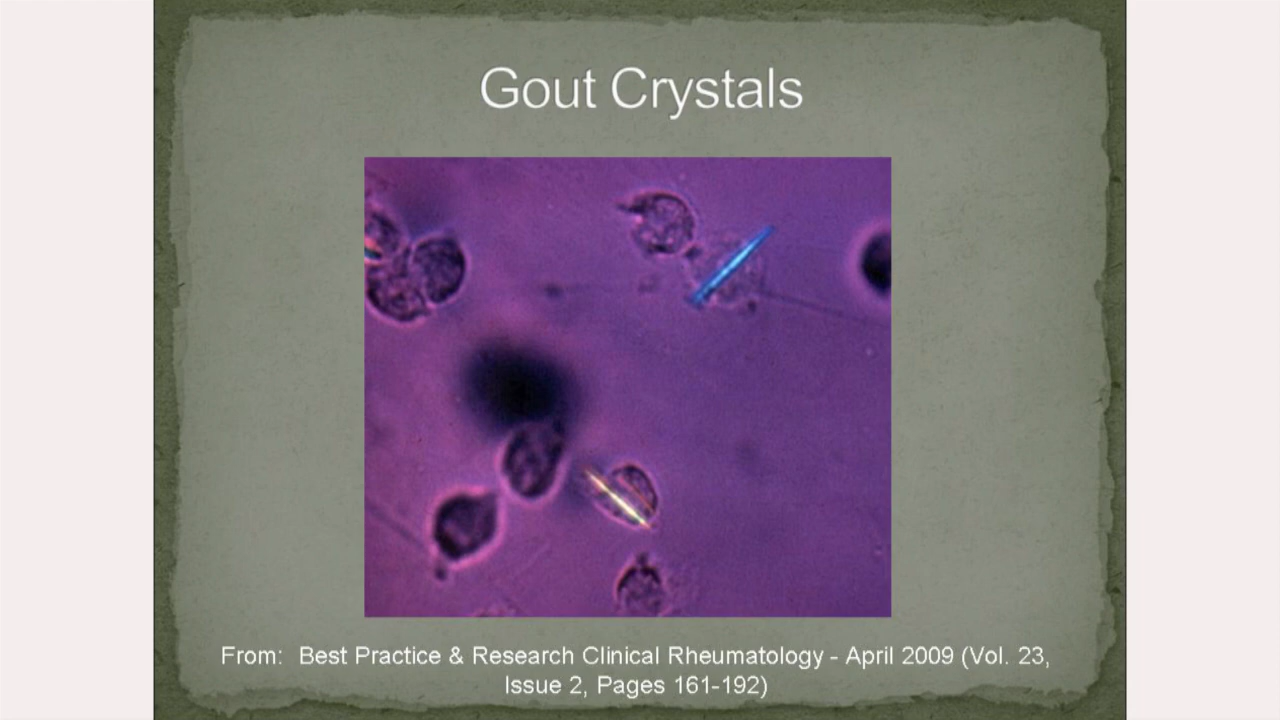 Gout Crystals
From:  Best Practice & Research Clinical Rheumatology - April 2009 (Vol. 23,
Issue 2, Pages 161-192)